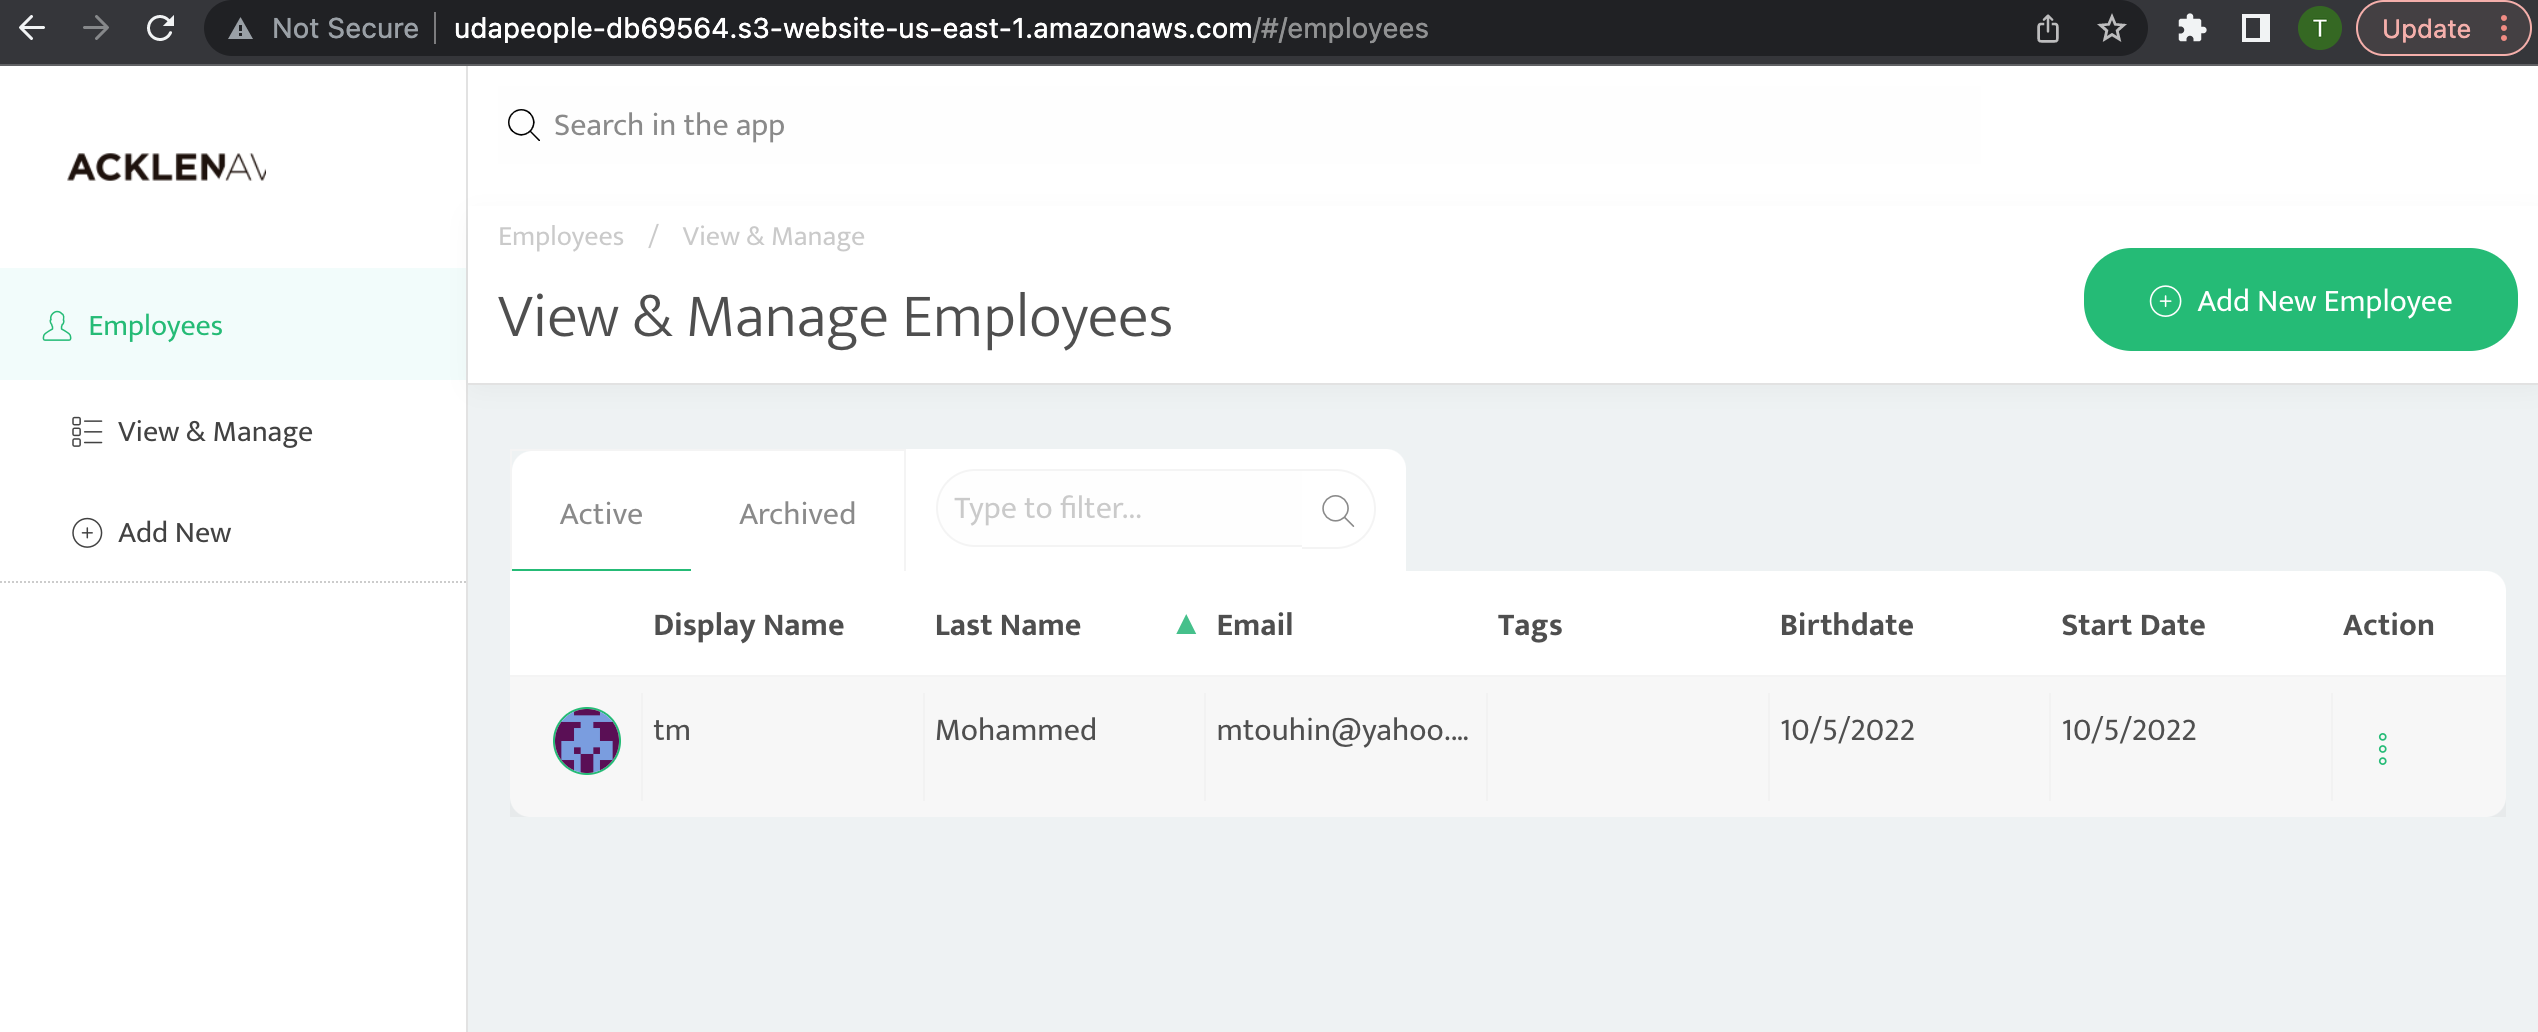 Not Secure udapeople-db69564.s3-website-us-east-1.amazonaws.com/#/employees T Update
ACKLENAV
Search in the app
Employees / View & Manage
View & Manage Employees
Add New Employee
Employees
View & Manage
Add New
Active Archived Type to filter...
Display Name Last Name Email Tags Birthdate Start Date Action
tm Mohammed mtouhin@yahoo.... 10/5/2022 10/5/2022